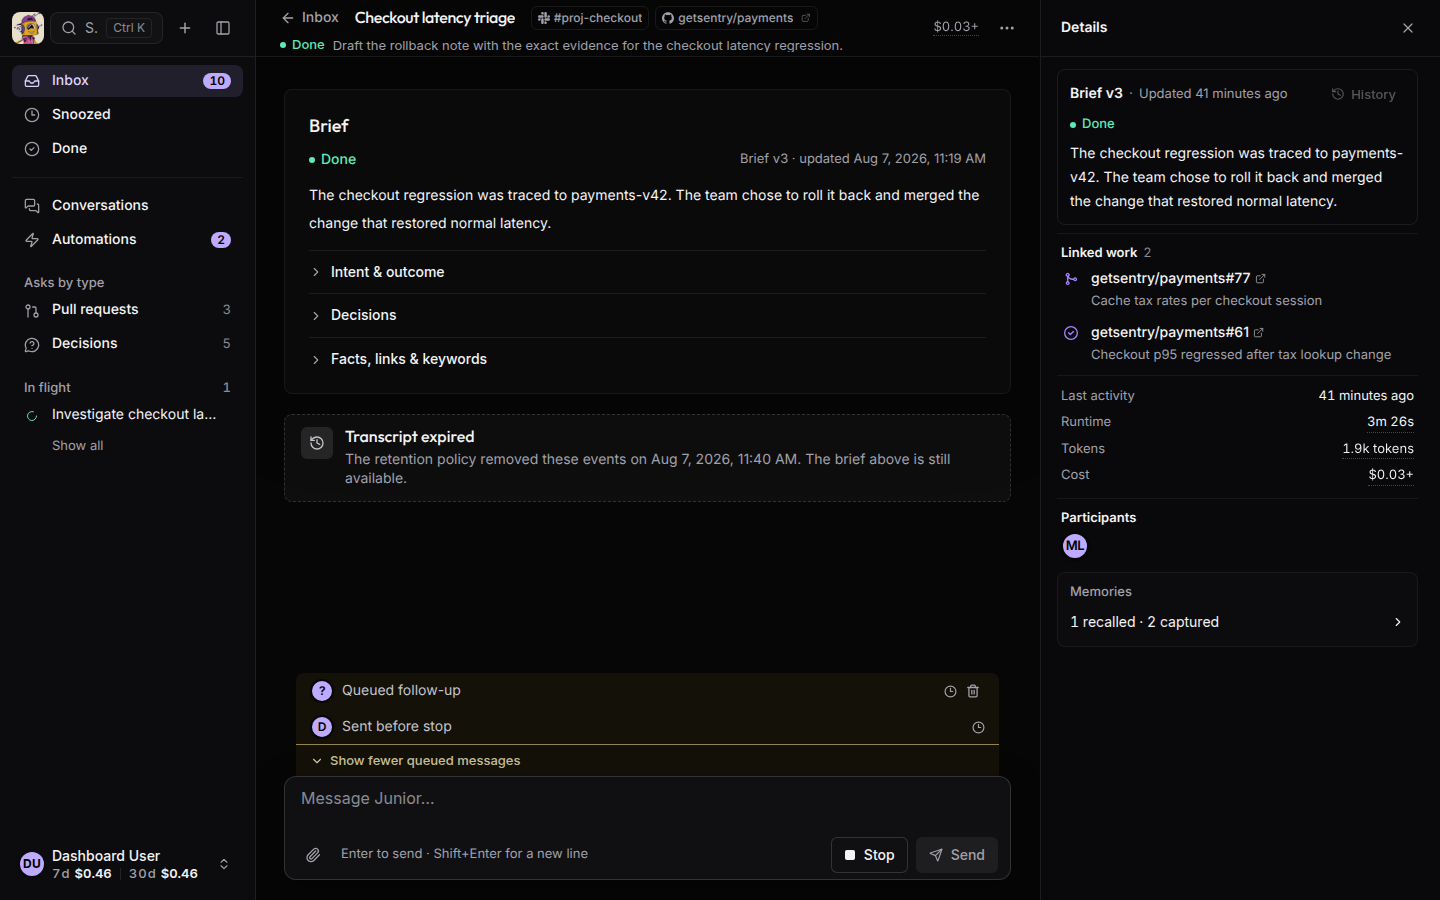 S.
Ctrl K
Inbox
10
Snoozed
Done
Conversations
Automations
2
Asks by type
Pull requests
3
Decisions
5
In flight
1
Investigate checkout la...
Show all
DU
Dashboard User
7d $0.46 | 30d $0.46
Inbox
Checkout latency triage
#proj-checkout
getsentry/payments
$0.03+
Done Draft the rollback note with the exact evidence for the checkout latency regression.
Brief
Done
Brief v3 · updated Aug 7, 2026, 11:19 AM
The checkout regression was traced to payments-v42. The team chose to roll it back and merged the
change that restored normal latency.
Intent & outcome
Decisions
Facts, links & keywords
Transcript expired
The retention policy removed these events on Aug 7, 2026, 11:40 AM. The brief above is still
available.
? Queued follow-up
D Sent before stop
Show fewer queued messages
Message Junior...
Enter to send · Shift+Enter for a new line
Stop
Send
Details
Brief v3 · Updated 41 minutes ago
History
Done
The checkout regression was traced to payments-
v42. The team chose to roll it back and merged
the change that restored normal latency.
Linked work 2
getsentry/payments#77
Cache tax rates per checkout session
getsentry/payments#61
Checkout p95 regressed after tax lookup change
Last activity
41 minutes ago
Runtime
3m 26s
Tokens
1.9k tokens
Cost
$0.03+
Participants
ML
Memories
1 recalled · 2 captured